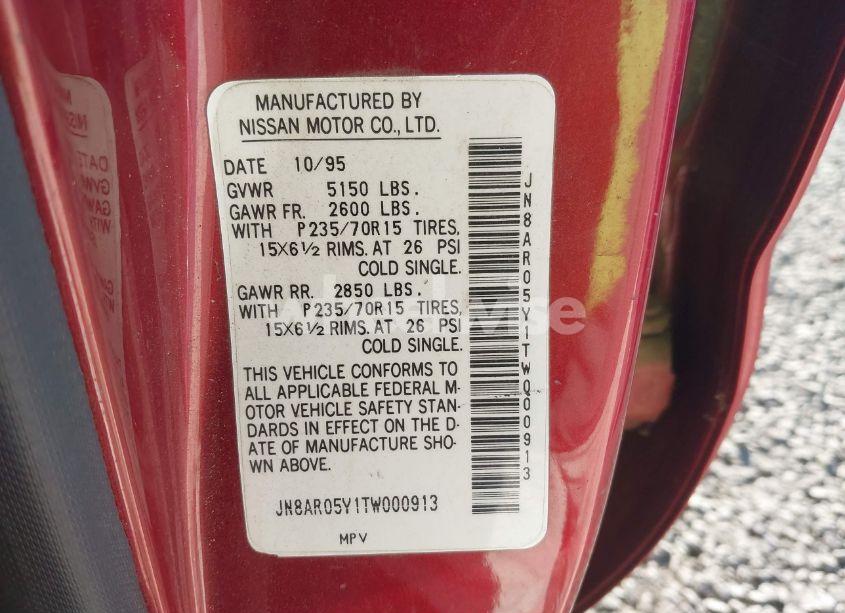 MANUFACTURED BY
NISSAN MOTOR CO., LTD.
DATE 10/95
GVWR 5150 LBS.
GAWR FR. 2600 LBS.
WITH P235/70R15 TIRES,
15X6½ RIMS. AT 26 PSI
COLD SINGLE.
GAWR RR. 2850 LBS.
WITH P235/70R15 TIRES,
15X6½ RIMS. AT 26 PSI
COLD SINGLE.
THIS VEHICLE CONFORMS TO
ALL APPLICABLE FEDERAL M-
OTOR VEHICLE SAFETY STAN-
DARDS IN EFFECT ON THE D-
ATE OF MANUFACTURE SHO-
WN ABOVE.
JN8AR05Y1TW000913
MPV
JN8AR05Y1TW000913